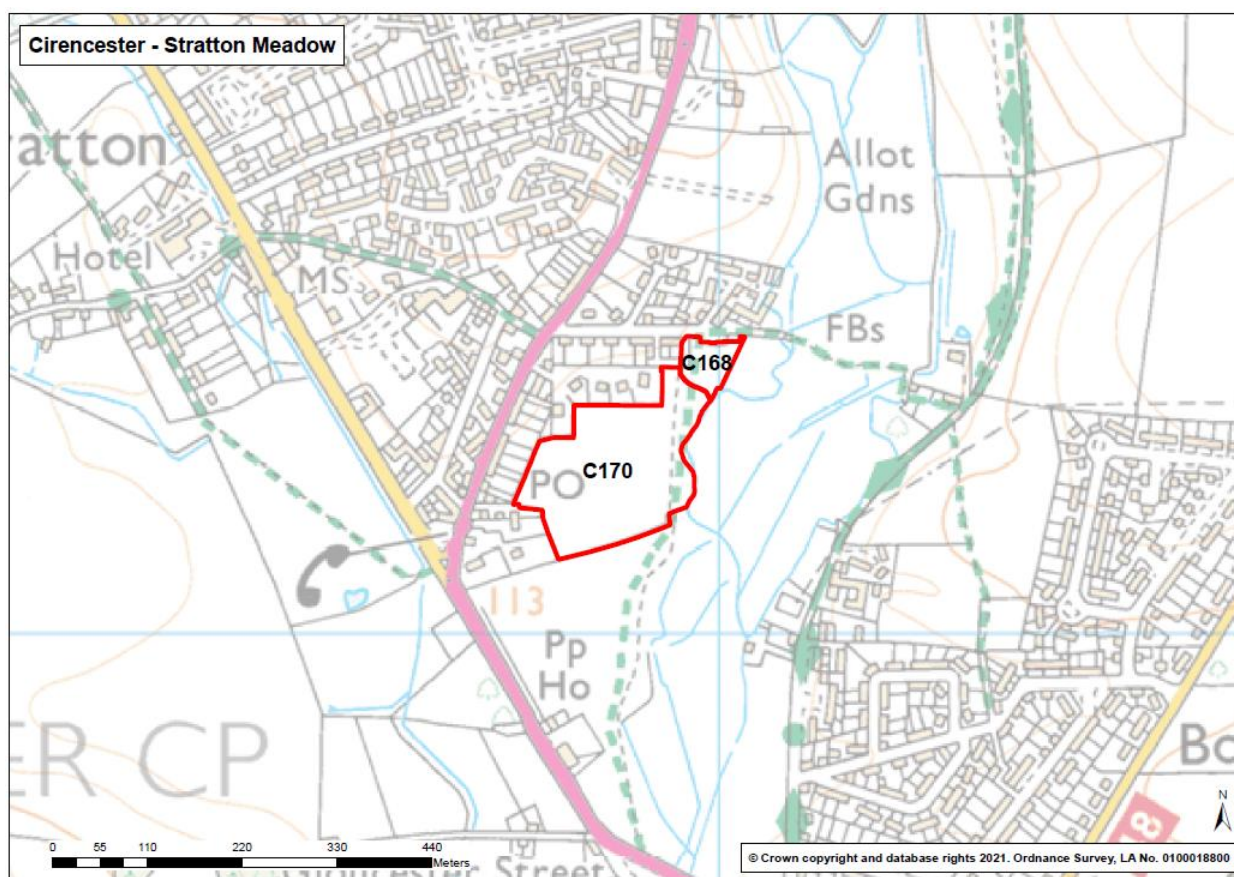 Cirencester - Stratton Meadow
atton
Allot
Gdns
Hotel
MS
FBs
C168
C170
PO
113
Pp
Ho
ER CP
Bo
N
0 55 110 220 330 440
Meters
Gloucester Street
© Crown copyright and database rights 2021. Ordnance Survey, LA No. 0100018800